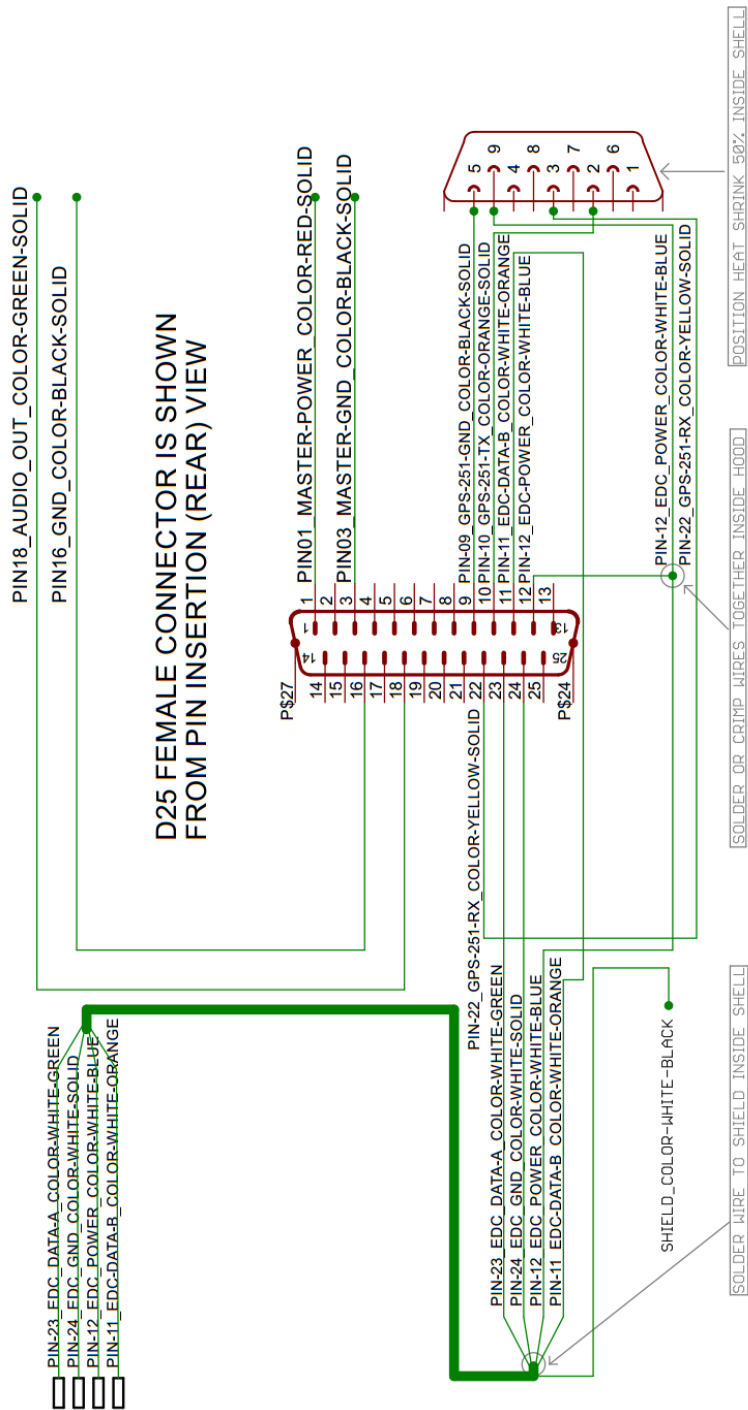 PIN18_AUDIO_OUT_COLOR-GREEN-SOLID
PIN16_GND_COLOR-BLACK-SOLID
D25 FEMALE CONNECTOR IS SHOWN
FROM PIN INSERTION (REAR) VIEW
PIN01_MASTER-POWER_COLOR-RED-SOLID
PIN03_MASTER-GND_COLOR-BLACK-SOLID
PIN-09_GPS-251-GND_COLOR-BLACK-SOLID
PIN-10_GPS-251-TX_COLOR-ORANGE-SOLID
PIN-11_EDC-DATA-B_COLOR-WHITE-ORANGE
PIN-12_EDC-POWER_COLOR-WHITE-BLUE
PIN-12_EDC_POWER_COLOR-WHITE-BLUE
PIN-22_GPS-251-RX_COLOR-YELLOW-SOLID
1
2
3
4
5
6
7
8
9
10
11
12
13
1
13
14
25
P$27
14
15
16
17
18
19
20
21
22
23
24
25
P$24
5
9
4
8
3
7
2
6
1
PIN-23_EDC_DATA-A_COLOR-WHITE-GREEN
PIN-24_EDC_GND_COLOR-WHITE-SOLID
PIN-12_EDC_POWER_COLOR-WHITE-BLUE
PIN-11_EDC-DATA-B_COLOR-WHITE-ORANGE
PIN-22_GPS-251-RX_COLOR-YELLOW-SOLID
PIN-23_EDC_DATA-A_COLOR-WHITE-GREEN
PIN-24_EDC_GND_COLOR-WHITE-SOLID
PIN-12_EDC_POWER_COLOR-WHITE-BLUE
PIN-11_EDC-DATA-B_COLOR-WHITE-ORANGE
SHIELD_COLOR-WHITE-BLACK
SOLDER WIRE TO SHIELD INSIDE SHELL
SOLDER OR CRIMP WIRES TOGETHER INSIDE HOOD
POSITION HEAT SHRINK 50% INSIDE SHELL